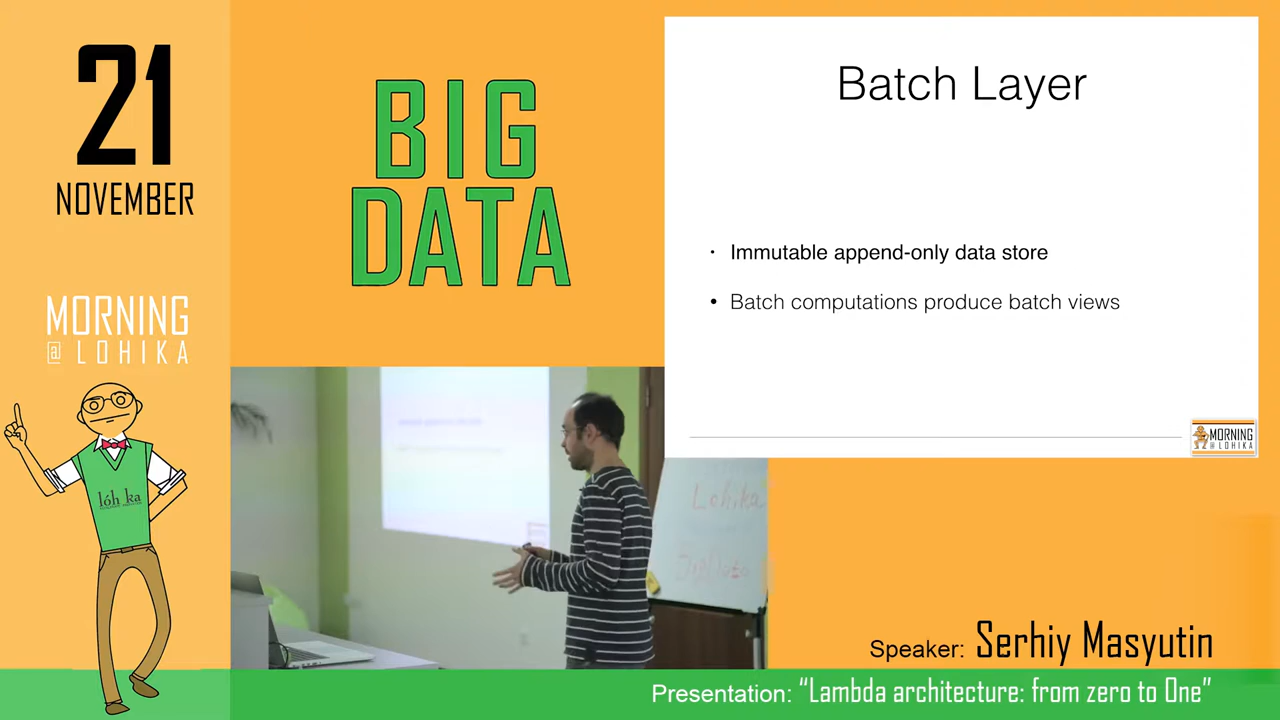 21
NOVEMBER
MORNING
@ LOHIKA
lóh ka
BIG
DATA
Batch Layer
• Immutable append-only data store
• Batch computations produce batch views
MORNING
@ LOHIKA
Lohika
Speaker: Serhiy Masyutin
Presentation: “Lambda architecture: from zero to One”